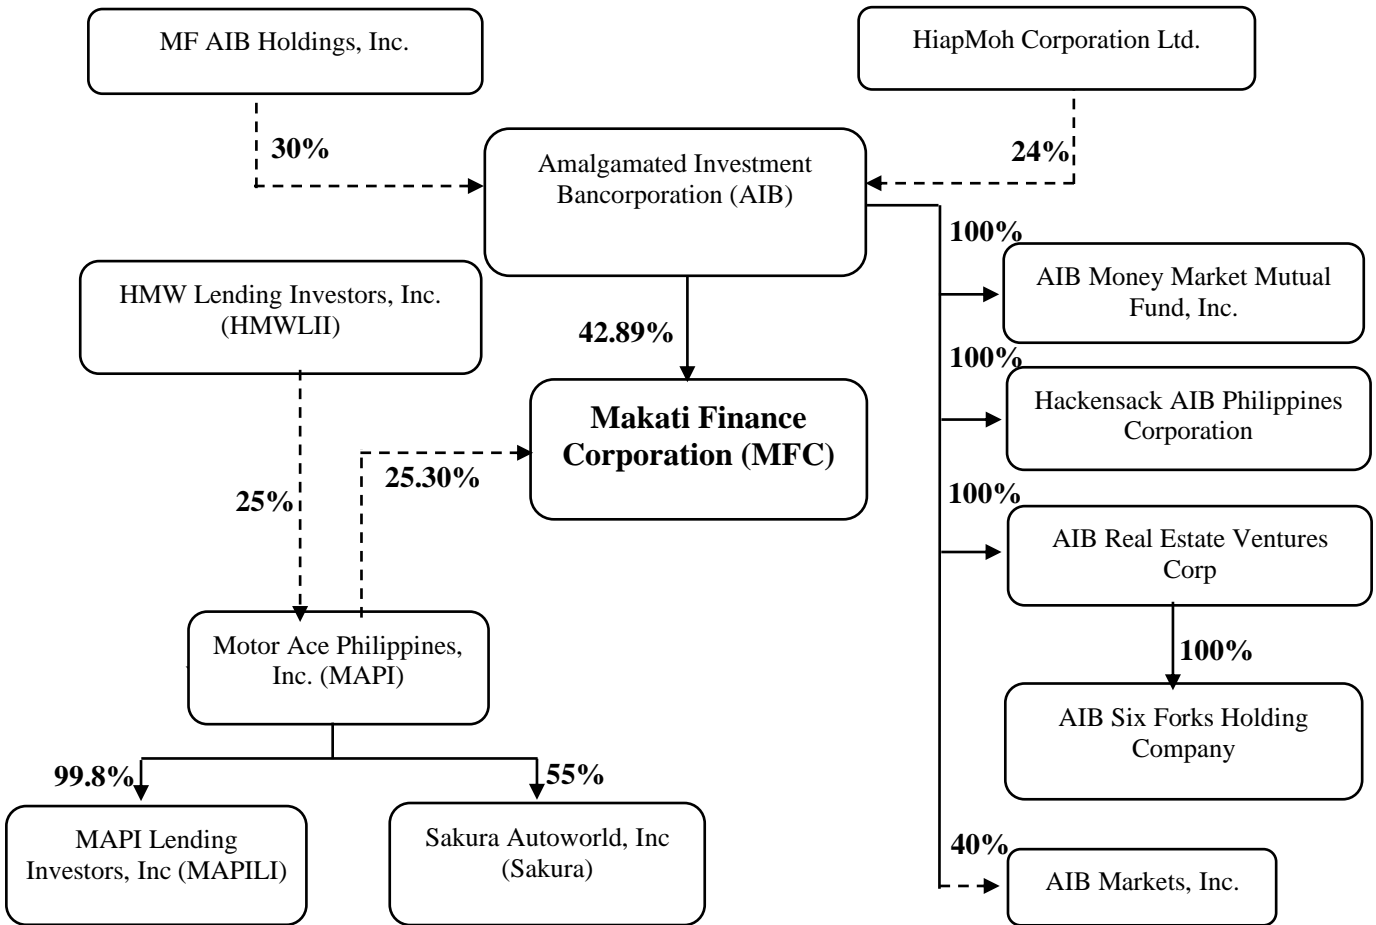 MF AIB Holdings, Inc.
HiapMoh Corporation Ltd.
30%
24%
Amalgamated Investment
Bancorporation (AIB)
100%
AIB Money Market Mutual
Fund, Inc.
HMW Lending Investors, Inc.
(HMWLII)
42.89%
100%
Hackensack AIB Philippines
Corporation
Makati Finance
Corporation (MFC)
25.30%
25%
100%
AIB Real Estate Ventures
Corp
Motor Ace Philippines,
Inc. (MAPI)
100%
AIB Six Forks Holding
Company
99.8%
55%
MAPI Lending
Investors, Inc (MAPILI)
Sakura Autoworld, Inc
(Sakura)
40%
AIB Markets, Inc.